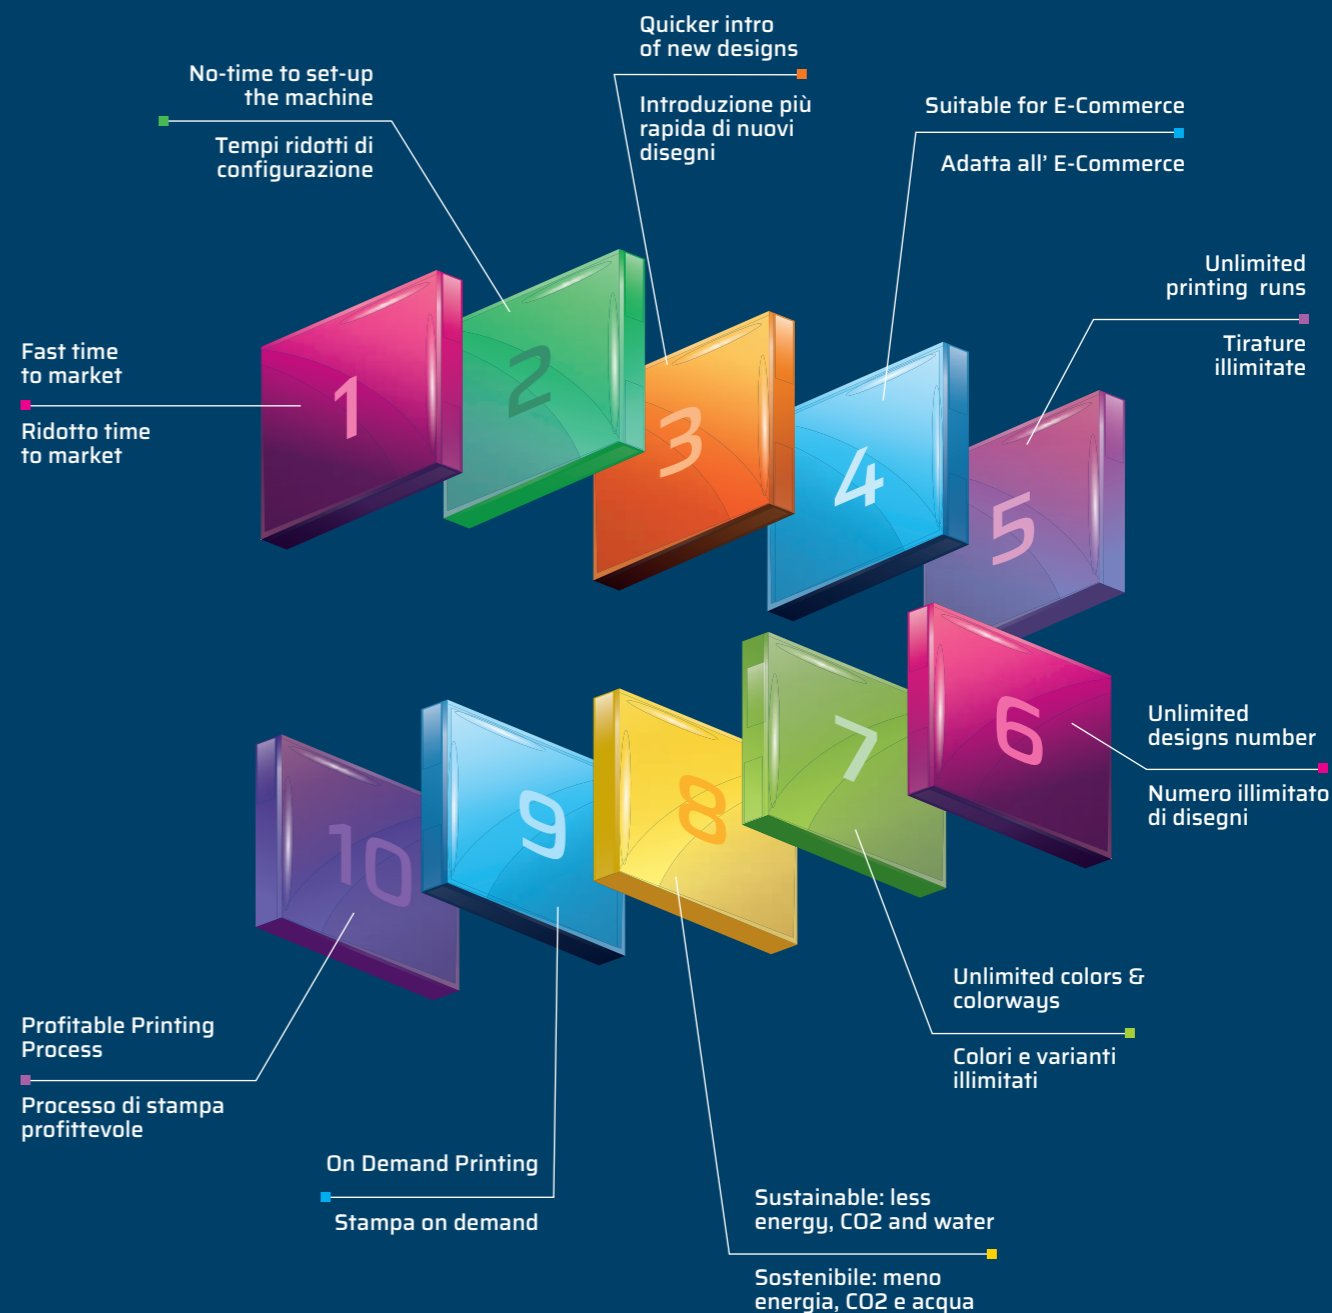 Quicker intro
of new designs
Introduzione più
rapida di nuovi
disegni
No-time to set-up
the machine
Tempi ridotti di
configurazione
Suitable for E-Commerce
Adatta all' E-Commerce
Unlimited
printing runs
Tirature
illimitate
Fast time
to market
Ridotto time
to market
1
2
3
4
5
6
7
8
9
10
Unlimited
designs number
Numero illimitato
di disegni
Unlimited colors &
colorways
Colori e varianti
illimitati
Profitable Printing
Process
Processo di stampa
profittevole
On Demand Printing
Stampa on demand
Sustainable: less
energy, CO2 and water
Sostenibile: meno
energia, CO2 e acqua